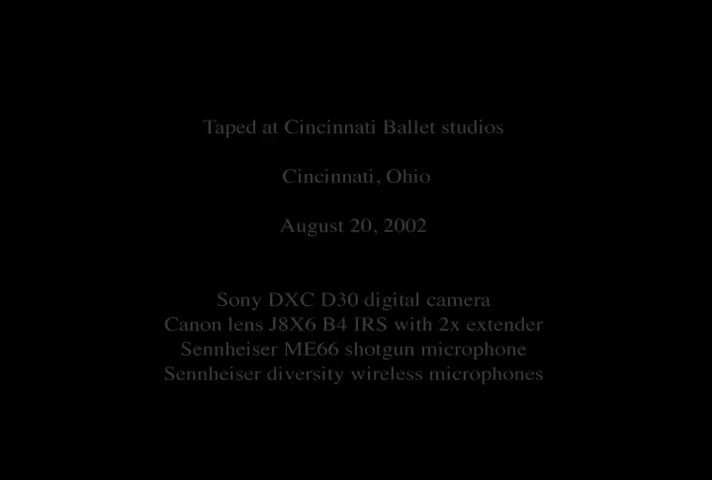 Taped at Cincinnati Ballet studios
Cincinnati, Ohio
August 20, 2002
Sony DXC D30 digital camera
Canon lens J8X6 B4 IRS with 2x extender
Sennheiser ME66 shotgun microphone
Sennheiser diversity wireless microphones